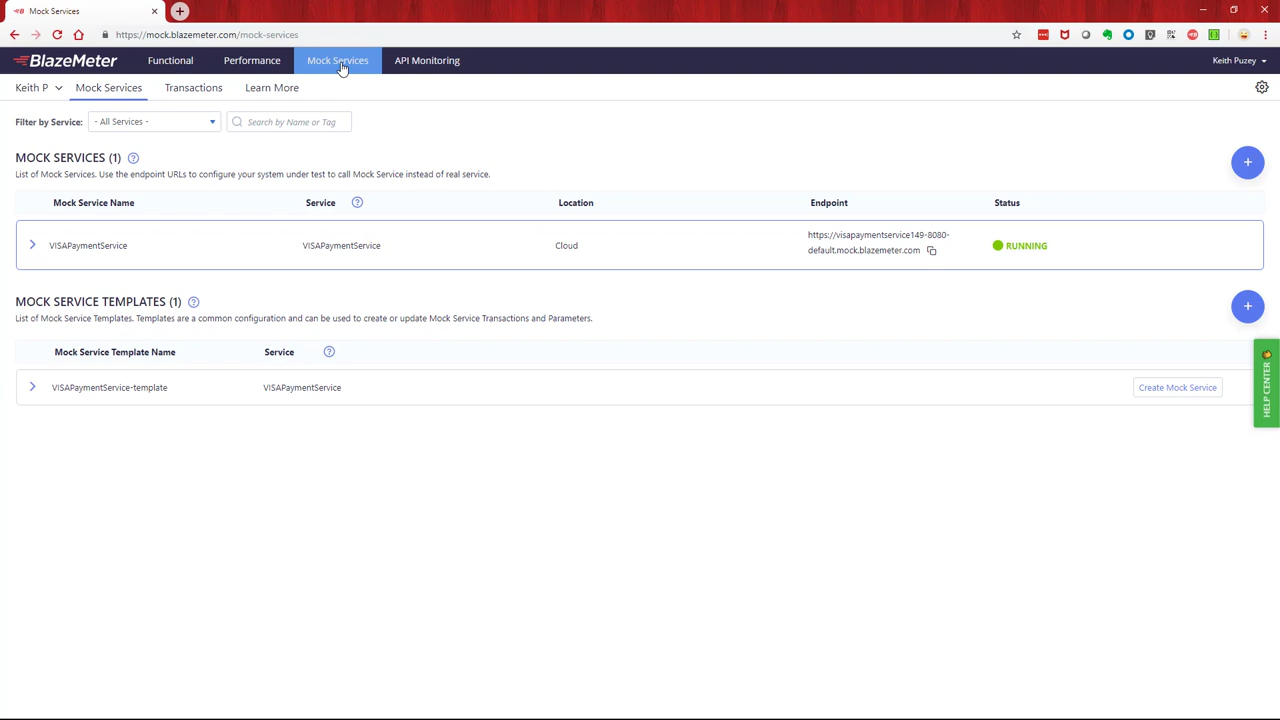 Mock Services
https://mock.blazemeter.com/mock-services
BlazeMeter Functional Performance Mock Services API Monitoring Keith Puzey
Keith P Mock Services Transactions Learn More
Filter by Service: - All Services - Search by Name or Tag
MOCK SERVICES (1) ?
List of Mock Services. Use the endpoint URLs to configure your system under test to call Mock Service instead of real service.
Mock Service Name Service ? Location Endpoint Status
VISAPaymentService VISAPaymentService Cloud https://visapaymentservice149-8080-
default.mock.blazemeter.com RUNNING
MOCK SERVICE TEMPLATES (1) ?
List of Mock Service Templates. Templates are a common configuration and can be used to create or update Mock Service Transactions and Parameters.
Mock Service Template Name Service ?
VISAPaymentService-template VISAPaymentService Create Mock Service
HELP CENTER